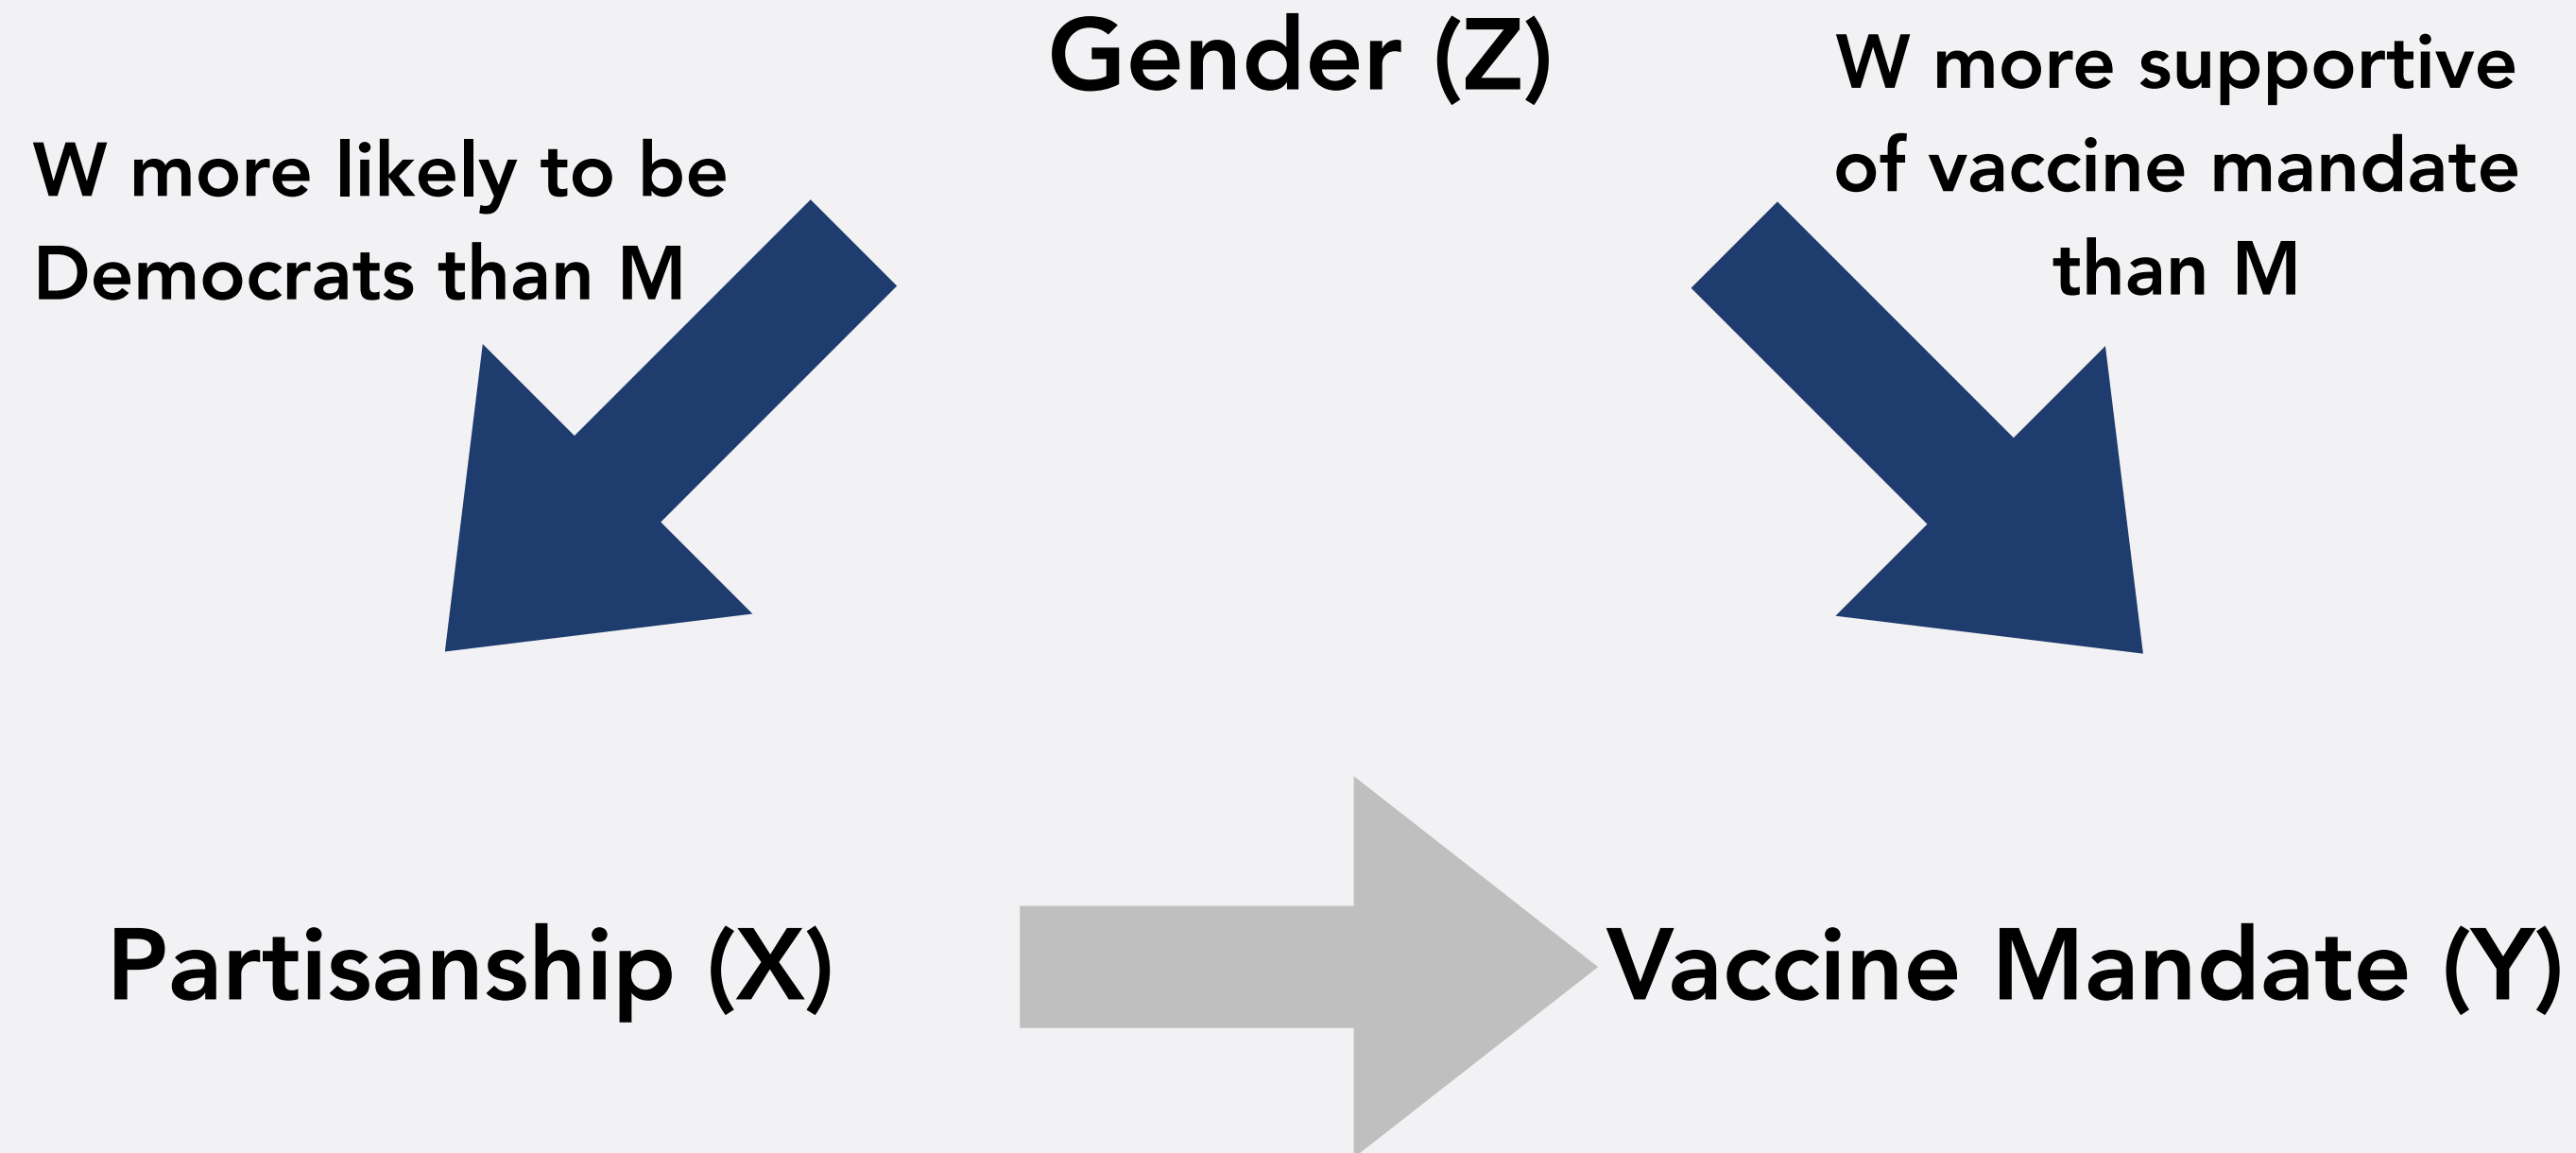 Gender (Z)
W more likely to be
Democrats than M
W more supportive
of vaccine mandate
than M
Partisanship (X)
Vaccine Mandate (Y)